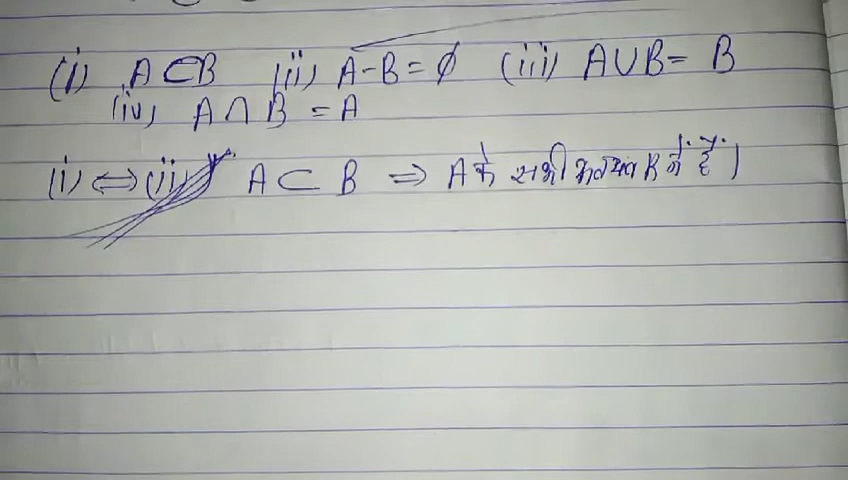 (i) A ⊂ B (ii) A-B = ϕ (iii) A∪B = B
(iv) A ∩ B = A
(i) ⇔ (ii) A ⊂ B ⇒ A के सभी अवयव B में हैं।